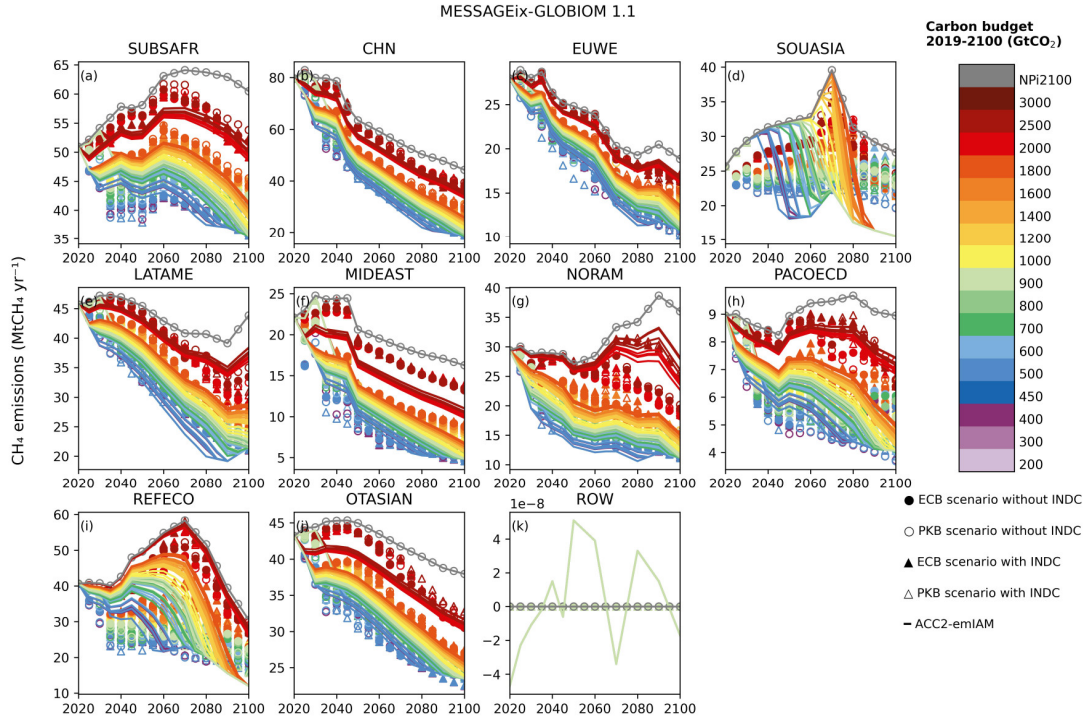 MESSAGEix-GLOBIOM 1.1
CH₄ emissions (MtCH₄ yr⁻¹)
SUBSAFR
(a)
65
60
55
50
45
40
35
2020 2040 2060 2080 2100
CHN
(b)
80
60
40
20
2020 2040 2060 2080 2100
EUWE
(c)
25
20
15
10
2020 2040 2060 2080 2100
SOUASIA
(d)
40
35
30
25
20
15
2020 2040 2060 2080 2100
LATAME
(e)
45
40
35
30
25
20
2020 2040 2060 2080 2100
MIDEAST
(f)
25
20
15
10
5
2020 2040 2060 2080 2100
NORAM
(g)
40
35
30
25
20
15
10
2020 2040 2060 2080 2100
PACOECD
(h)
9
8
7
6
5
4
2020 2040 2060 2080 2100
REFECO
(i)
60
50
40
30
20
10
2020 2040 2060 2080 2100
OTASIAN
(j)
45
40
35
30
25
2020 2040 2060 2080 2100
ROW
1e−8
(k)
4
2
0
−2
−4
2020 2040 2060 2080 2100
Carbon budget
2019-2100 (GtCO₂)
NPi2100
3000
2500
2000
1800
1600
1400
1200
1000
900
800
700
600
500
450
400
300
200
ECB scenario without INDC
PKB scenario without INDC
ECB scenario with INDC
PKB scenario with INDC
ACC2-emIAM